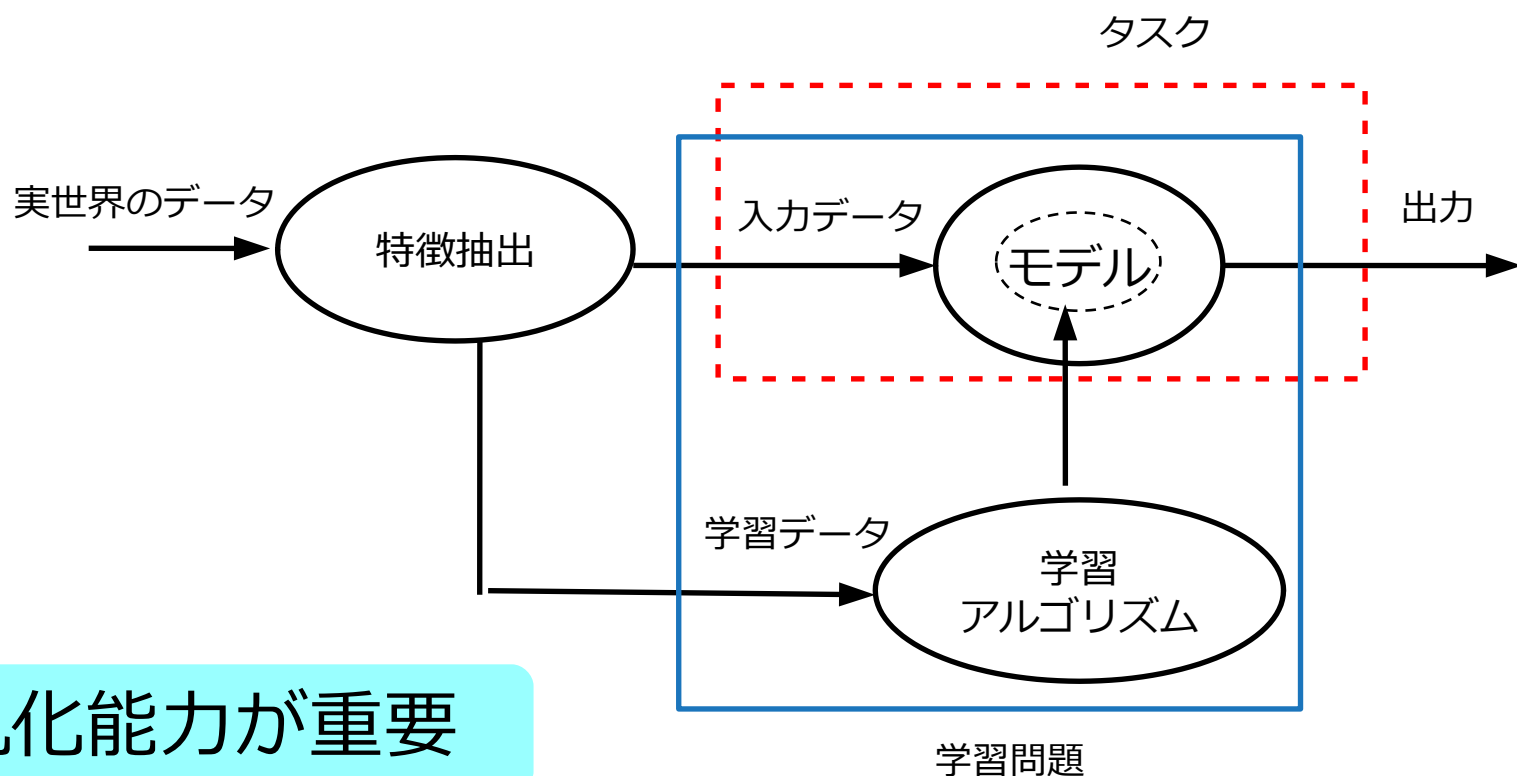 タスク
実世界のデータ
特徴抽出
入力データ
モデル
出力
学習データ
学習
アルゴリズム
化能力が重要
学習問題